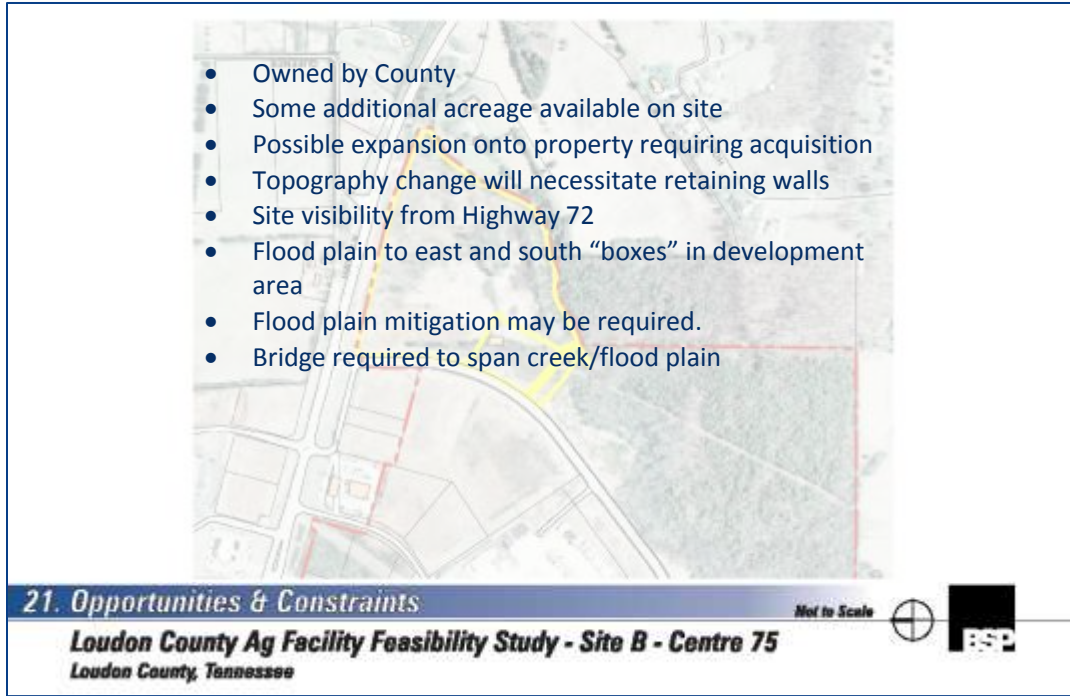 • Owned by County
• Some additional acreage available on site
• Possible expansion onto property requiring acquisition
• Topography change will necessitate retaining walls
• Site visibility from Highway 72
• Flood plain to east and south “boxes” in development
area
• Flood plain mitigation may be required.
• Bridge required to span creek/flood plain
21. Opportunities & Constraints
Not to Scale
BSP
Loudon County Ag Facility Feasibility Study - Site B - Centre 75
Loudon County, Tennessee